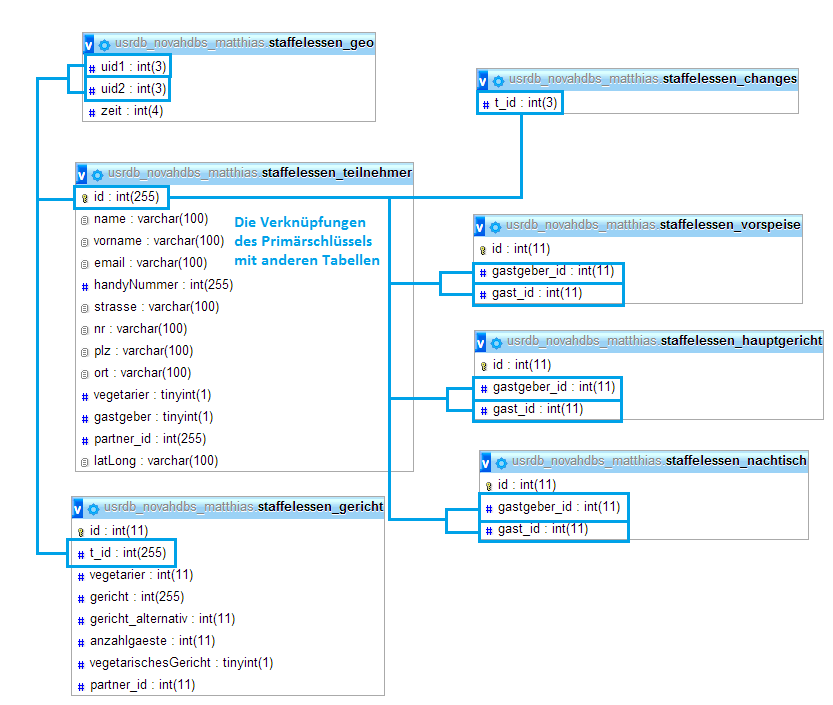 v usrdb_novahdbs_matthias.staffelessen_geo
# uid1 : int(3)
# uid2 : int(3)
# zeit : int(4)
v usrdb_novahdbs_matthias.staffelessen_changes
# t_id : int(3)
v usrdb_novahdbs_matthias.staffelessen_teilnehmer
id : int(255)
name : varchar(100)
vorname : varchar(100)
email : varchar(100)
# handyNummer : int(255)
strasse : varchar(100)
nr : varchar(100)
plz : varchar(100)
ort : varchar(100)
# vegetarier : tinyint(1)
# gastgeber : tinyint(1)
# partner_id : int(255)
latLong : varchar(100)
Die Verknüpfungen
des Primärschlüssels
mit anderen Tabellen
v usrdb_novahdbs_matthias.staffelessen_vorspeise
id : int(11)
# gastgeber_id : int(11)
# gast_id : int(11)
v usrdb_novahdbs_matthias.staffelessen_hauptgericht
id : int(11)
# gastgeber_id : int(11)
# gast_id : int(11)
v usrdb_novahdbs_matthias.staffelessen_nachtisch
id : int(11)
# gastgeber_id : int(11)
# gast_id : int(11)
v usrdb_novahdbs_matthias.staffelessen_gericht
id : int(11)
# t_id : int(255)
# vegetarier : int(11)
# gericht : int(255)
# gericht_alternativ : int(11)
# anzahlgaeste : int(11)
# vegetarischesGericht : tinyint(1)
# partner_id : int(11)